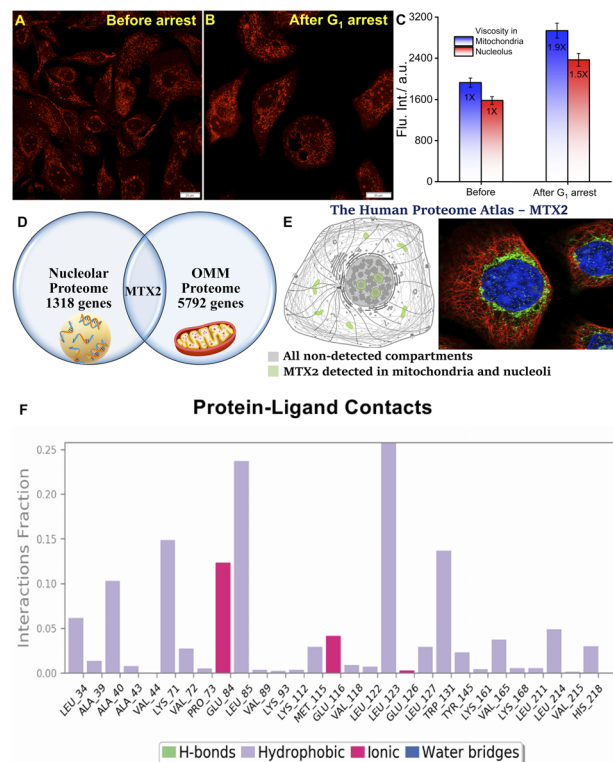 A
Before arrest
B
After G₁ arrest
C
Flu. Int./ a.u.
3200
2400
1600
800
0
Viscosity in
Mitochondria
Nucleolus
1X
1X
1.9X
1.5X
Before
After G₁ arrest
D
Nucleolar
Proteome
1318 genes
MTX2
OMM
Proteome
5792 genes
E
The Human Proteome Atlas – MTX2
All non-detected compartments
MTX2 detected in mitochondria and nucleoli
F
Protein-Ligand Contacts
Interactions Fraction
0.25
0.20
0.15
0.10
0.05
0.00
LEU_34
ALA_39
ALA_40
ALA_43
VAL_44
LYS_71
VAL_72
PRO_73
GLU_84
LEU_85
VAL_89
LYS_93
LYS_112
MET_115
GLU_116
VAL_118
LEU_122
LEU_123
GLU_126
LEU_127
TRP_131
TYR_145
LYS_161
VAL_165
LYS_168
LEU_211
LEU_214
VAL_215
HIS_218
H-bonds
Hydrophobic
Ionic
Water bridges